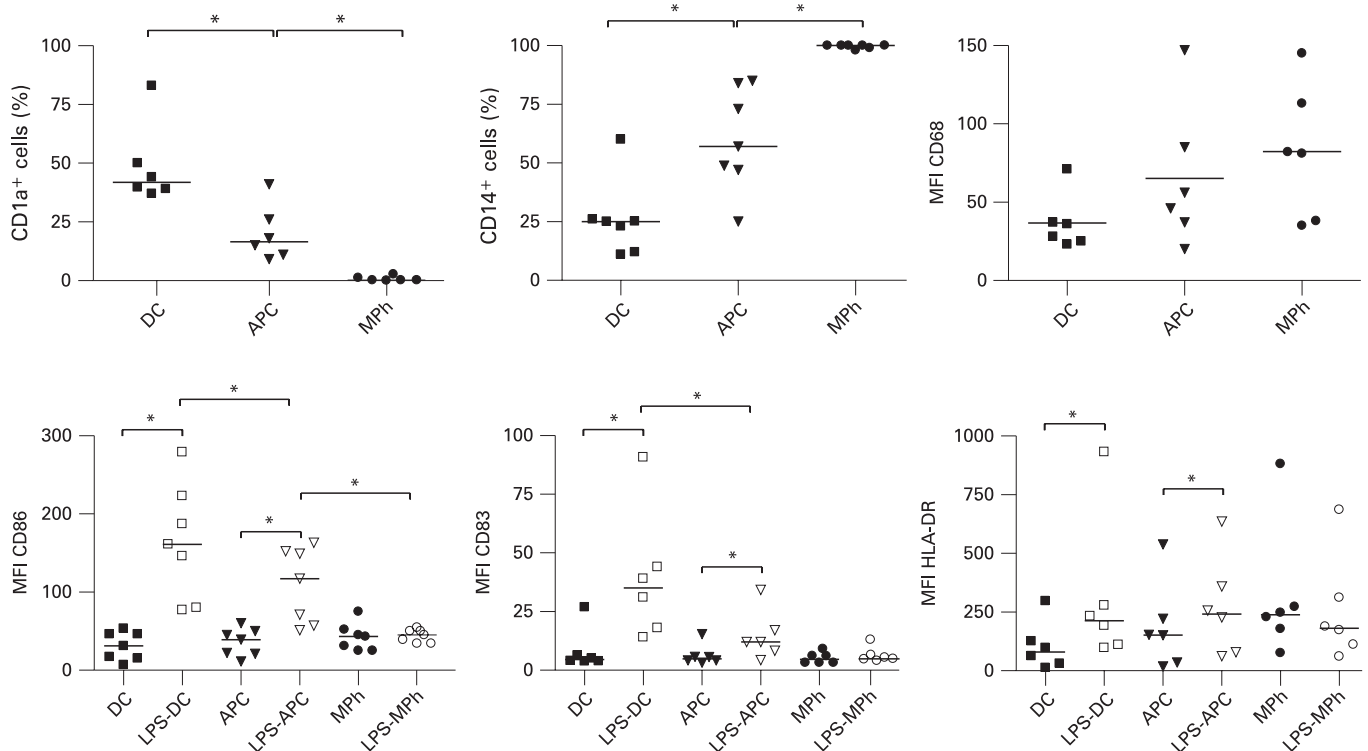 * *
100
75
50
25
0
CD1a+ cells (%)
DC
APC
MPh
* *
100
75
50
25
0
CD14+ cells (%)
DC
APC
MPh
150
100
50
0
MFI CD68
DC
APC
MPh
*
*
*
*
300
200
100
0
MFI CD86
DC
LPS-DC
APC
LPS-APC
MPh
LPS-MPh
*
*
*
100
75
50
25
0
MFI CD83
DC
LPS-DC
APC
LPS-APC
MPh
LPS-MPh
*
*
1000
750
500
250
0
MFI HLA-DR
DC
LPS-DC
APC
LPS-APC
MPh
LPS-MPh